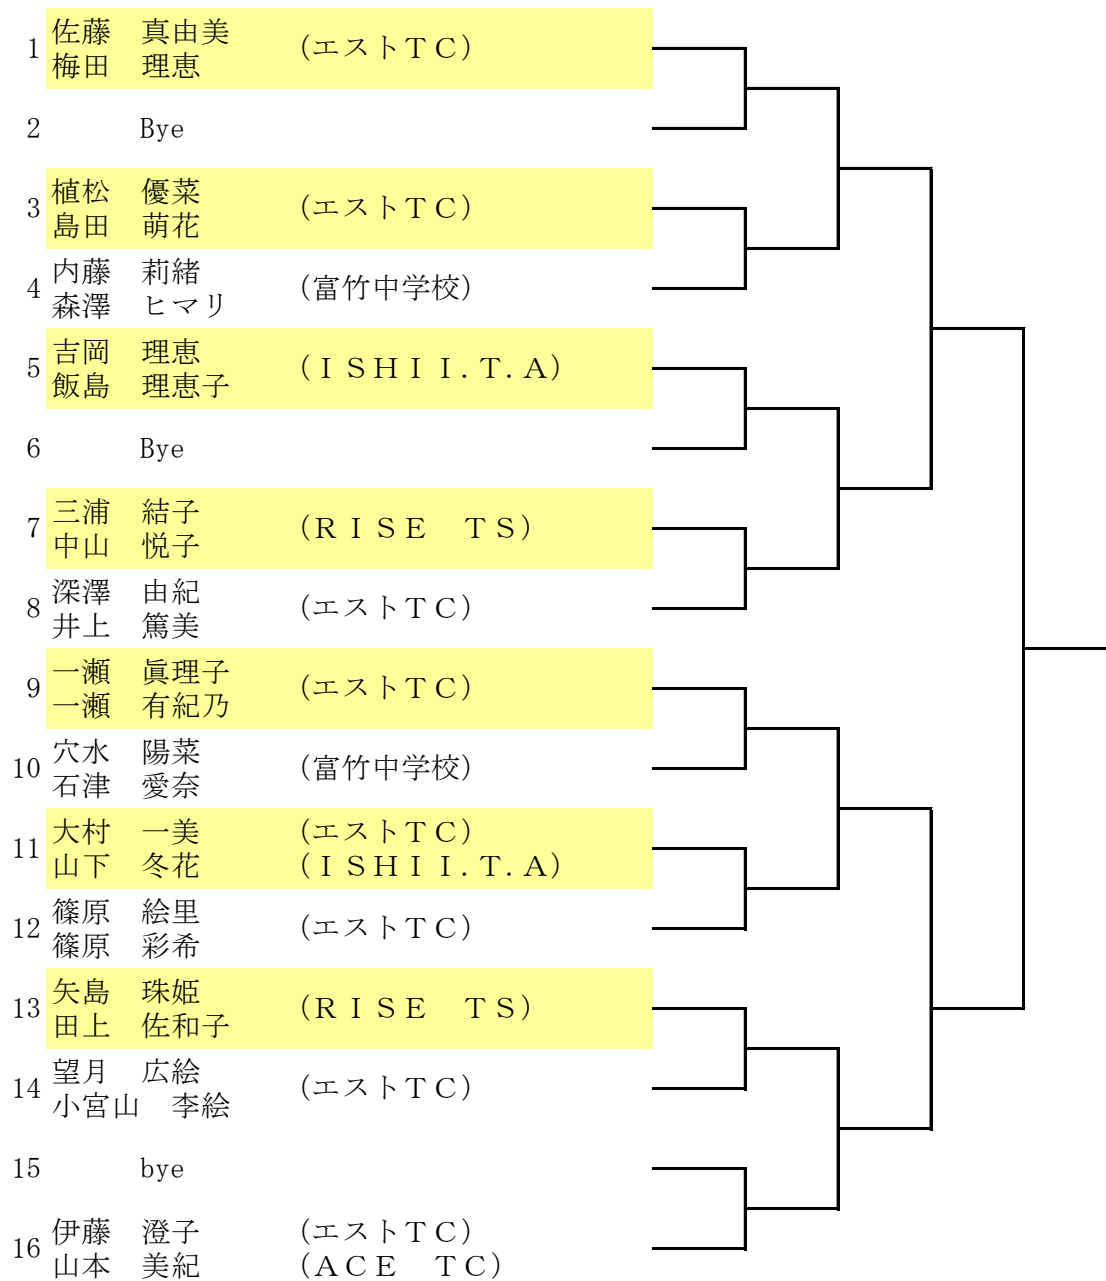 1 佐藤　真由美 (エストＴＣ)
梅田　理恵
2 Bye
3 植松　優菜 (エストＴＣ)
島田　萌花
4 内藤　莉緒 (富竹中学校)
森澤　ヒマリ
5 吉岡　理恵 (ＩＳＨＩＩ.Ｔ.Ａ)
飯島　理恵子
6 Bye
7 三浦　結子 (ＲＩＳＥ　ＴＳ)
中山　悦子
8 深澤　由紀 (エストＴＣ)
井上　篤美
9 一瀬　眞理子 (エストＴＣ)
一瀬　有紀乃
10 穴水　陽菜 (富竹中学校)
石津　愛奈
11 大村　一美 (エストＴＣ)
山下　冬花 (ＩＳＨＩＩ.Ｔ.Ａ)
12 篠原　絵里 (エストＴＣ)
篠原　彩希
13 矢島　珠姫 (ＲＩＳＥ　ＴＳ)
田上　佐和子
14 望月　広絵 (エストＴＣ)
小宮山　李絵
15 bye
16 伊藤　澄子 (エストＴＣ)
山本　美紀 (ＡＣＥ　ＴＣ)